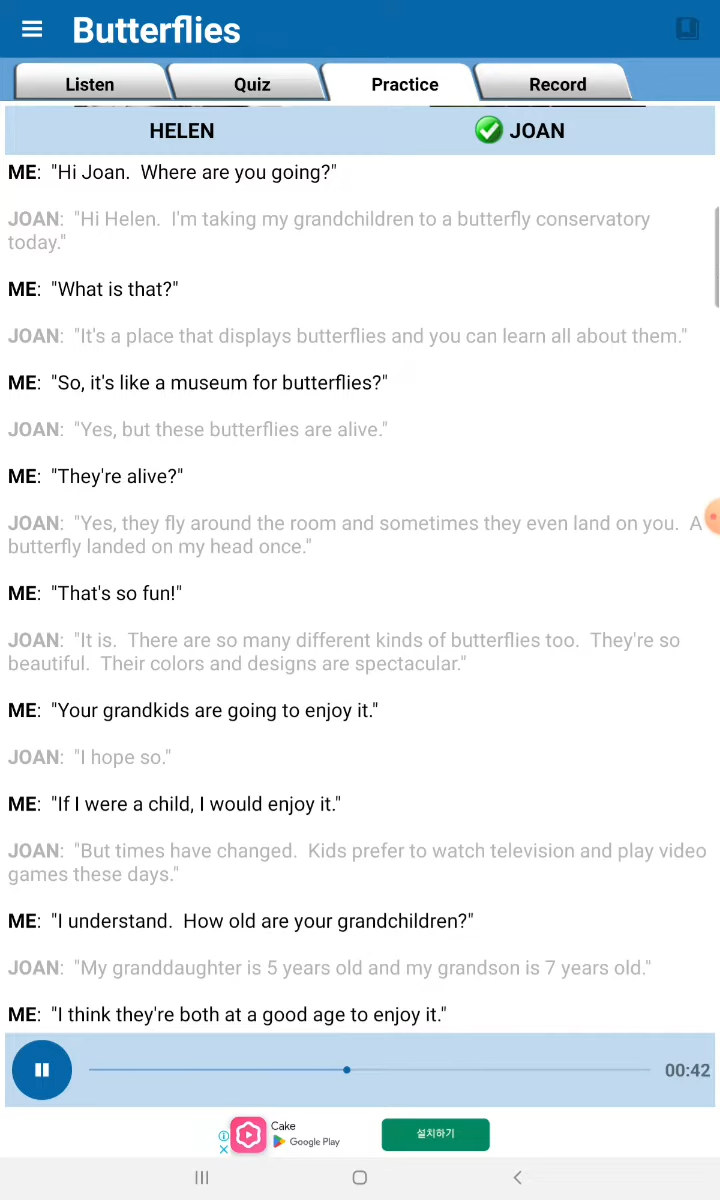 Butterflies
Listen
Quiz
Practice
Record
HELEN
JOAN
ME: "Hi Joan. Where are you going?"
JOAN: "Hi Helen. I'm taking my grandchildren to a butterfly conservatory
today."
ME: "What is that?"
JOAN: "It's a place that displays butterflies and you can learn all about them."
ME: "So, it's like a museum for butterflies?"
JOAN: "Yes, but these butterflies are alive."
ME: "They're alive?"
JOAN: "Yes, they fly around the room and sometimes they even land on you. A
butterfly landed on my head once."
ME: "That's so fun!"
JOAN: "It is. There are so many different kinds of butterflies too. They're so
beautiful. Their colors and designs are spectacular."
ME: "Your grandkids are going to enjoy it."
JOAN: "I hope so."
ME: "If I were a child, I would enjoy it."
JOAN: "But times have changed. Kids prefer to watch television and play video
games these days."
ME: "I understand. How old are your grandchildren?"
JOAN: "My granddaughter is 5 years old and my grandson is 7 years old."
ME: "I think they're both at a good age to enjoy it."
00:42
Cake
Google Play
설치하기